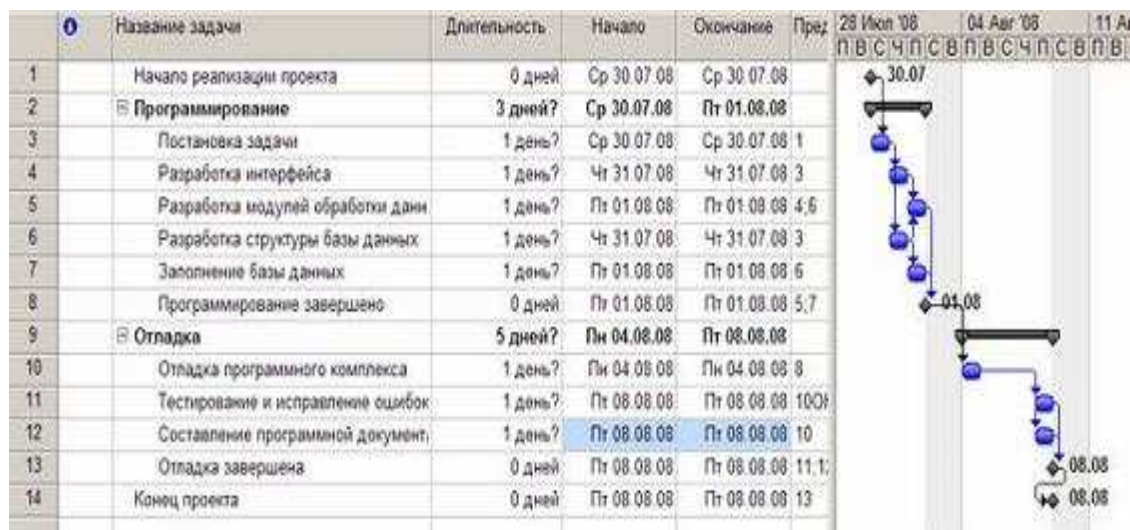 Название задачи Длительность Начало Окончание Пред 28 Июл '08 04 Авг '08 11 А
П В С Ч П С В П В С Ч П С В П В
1 Начало реализации проекта 0 дней Ср 30.07.08 Ср 30.07.08 30.07
2 Программирование 3 дней? Ср 30.07.08 Пт 01.08.08
3 Постановка задачи 1 день? Ср 30.07.08 Ср 30.07.08 1
4 Разработка интерфейса 1 день? Чт 31.07.08 Чт 31.07.08 3
5 Разработка модулей обработки данн 1 день? Пт 01.08.08 Пт 01.08.08 4;6
6 Разработка структуры базы данных 1 день? Чт 31.07.08 Чт 31.07.08 3
7 Заполнение базы данных 1 день? Пт 01.08.08 Пт 01.08.08 6
8 Программирование завершено 0 дней Пт 01.08.08 Пт 01.08.08 5;7 01.08
9 Отладка 5 дней? Пн 04.08.08 Пт 08.08.08
10 Отладка программного комплекса 1 день? Пн 04.08.08 Пн 04.08.08 8
11 Тестирование и исправление ошибок 1 день? Пт 08.08.08 Пт 08.08.08 10ОН
12 Составление программной документ 1 день? Пт 08.08.08 Пт 08.08.08 10
13 Отладка завершена 0 дней Пт 08.08.08 Пт 08.08.08 11;12 08.08
14 Конец проекта 0 дней Пт 08.08.08 Пт 08.08.08 13 08.08